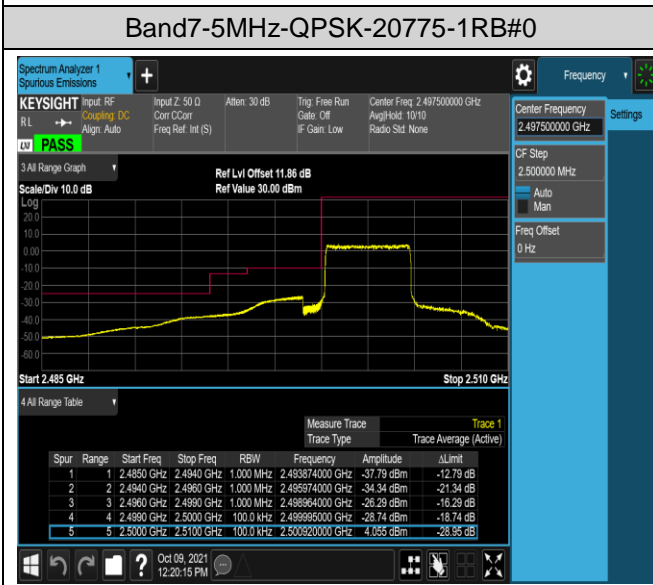 Band7-5MHz-QPSK-20775-1RB#0
Spectrum Analyzer 1
Spurious Emissions
Frequency
KEYSIGHT
RL
PASS
Input: RF
Coupling: DC
Align: Auto
Input Z: 50 Ω
Corr CCorr
Freq Ref: Int (S)
Atten: 30 dB
Trig: Free Run
Gate: Off
IF Gain: Low
Center Freq: 2.497500000 GHz
Avg|Hold: 10/10
Radio Std: None
Center Frequency
2.497500000 GHz
Settings
CF Step
2.500000 MHz
Auto
Man
Freq Offset
0 Hz
3 All Range Graph
Ref Lvl Offset 11.86 dB
Scale/Div 10.0 dB
Ref Value 30.00 dBm
Log
20.0
10.0
0.00
-10.0
-20.0
-30.0
-40.0
-50.0
-60.0
Start 2.485 GHz
Stop 2.510 GHz
4 All Range Table
Measure Trace Trace 1
Trace Type Trace Average (Active)
Spur Range Start Freq Stop Freq RBW Frequency Amplitude ΔLimit
1 1 2.4850 GHz 2.4940 GHz 1.000 MHz 2.493874000 GHz -37.79 dBm -12.79 dB
2 2 2.4940 GHz 2.4960 GHz 1.000 MHz 2.495974000 GHz -34.34 dBm -21.34 dB
3 3 2.4960 GHz 2.4990 GHz 1.000 MHz 2.498964000 GHz -26.29 dBm -16.29 dB
4 4 2.4990 GHz 2.5000 GHz 100.0 kHz 2.499995000 GHz -28.74 dBm -18.74 dB
5 5 2.5000 GHz 2.5100 GHz 100.0 kHz 2.500920000 GHz 4.055 dBm -28.95 dB
Oct 09, 2021
12:20:15 PM